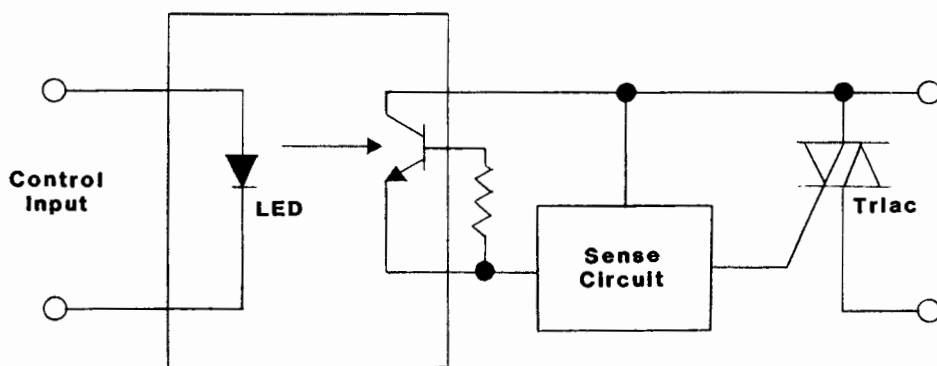 Control
Input
LED
Sense
Circuit
Triac